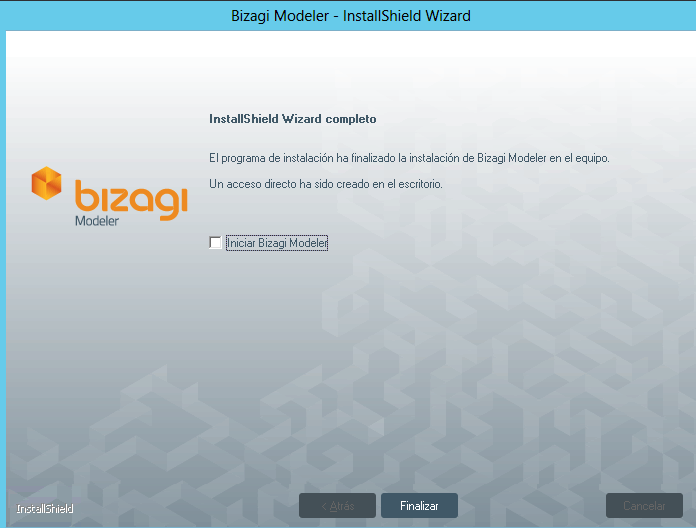 Bizagi Modeler - InstallShield Wizard
InstallShield Wizard completo
El programa de instalación ha finalizado la instalación de Bizagi Modeler en el equipo.
Un acceso directo ha sido creado en el escritorio.
bizagi
Modeler
Iniciar Bizagi Modeler
InstallShield
< Atrás
Finalizar
Cancelar